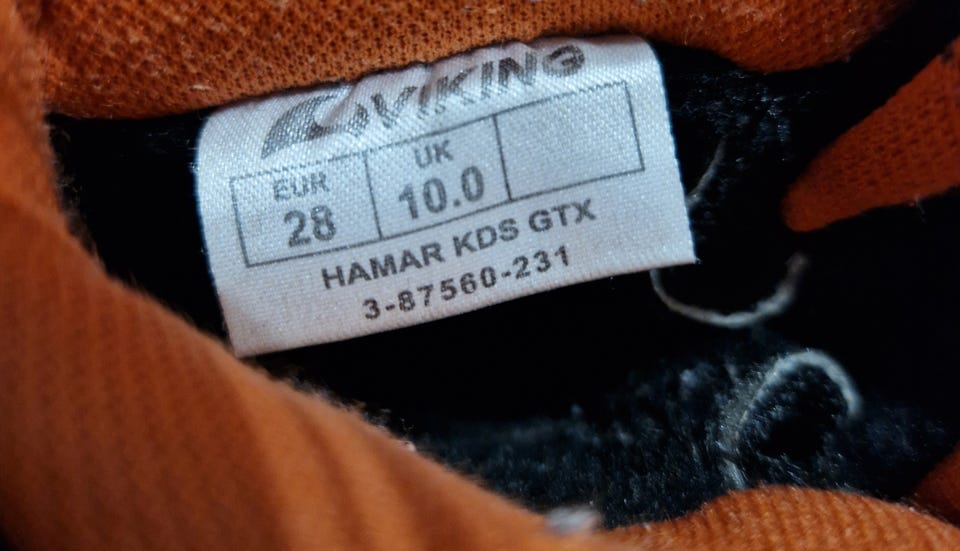 VIKING
EUR UK
28 10.0
HAMAR KDS GTX
3-87560-231